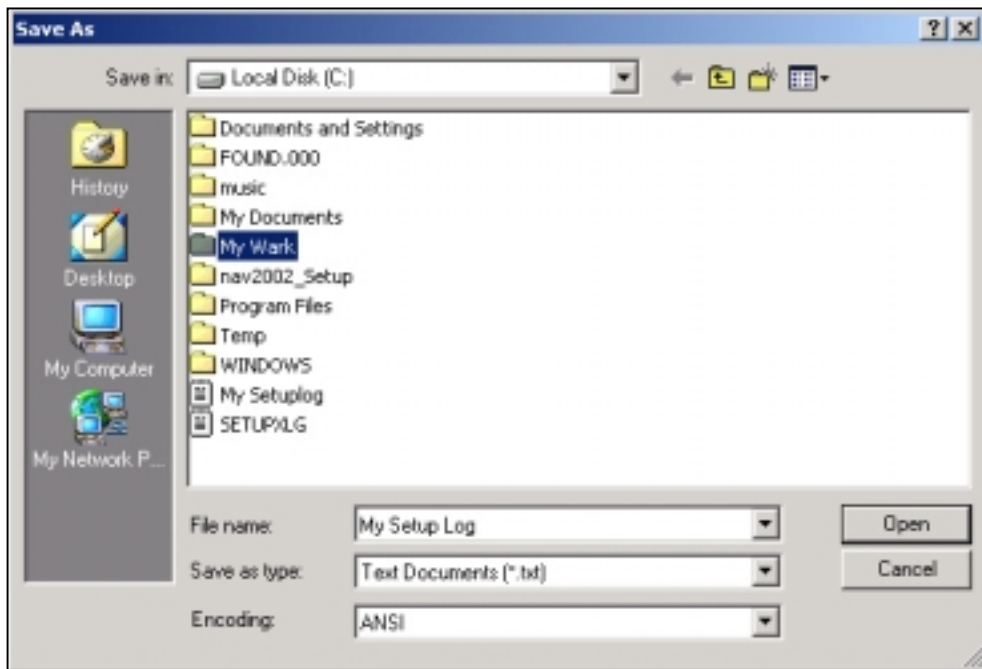 Save As
Save in: Local Disk (C:)
History
Desktop
My Computer
My Network P...
Documents and Settings
FOUND.000
music
My Documents
My Wark
nav2002_Setup
Program Files
Temp
WINDOWS
My Setuplog
SETUPXLG
File name: My Setup Log
Open
Save as type: Text Documents (*.txt)
Cancel
Encoding: ANSI